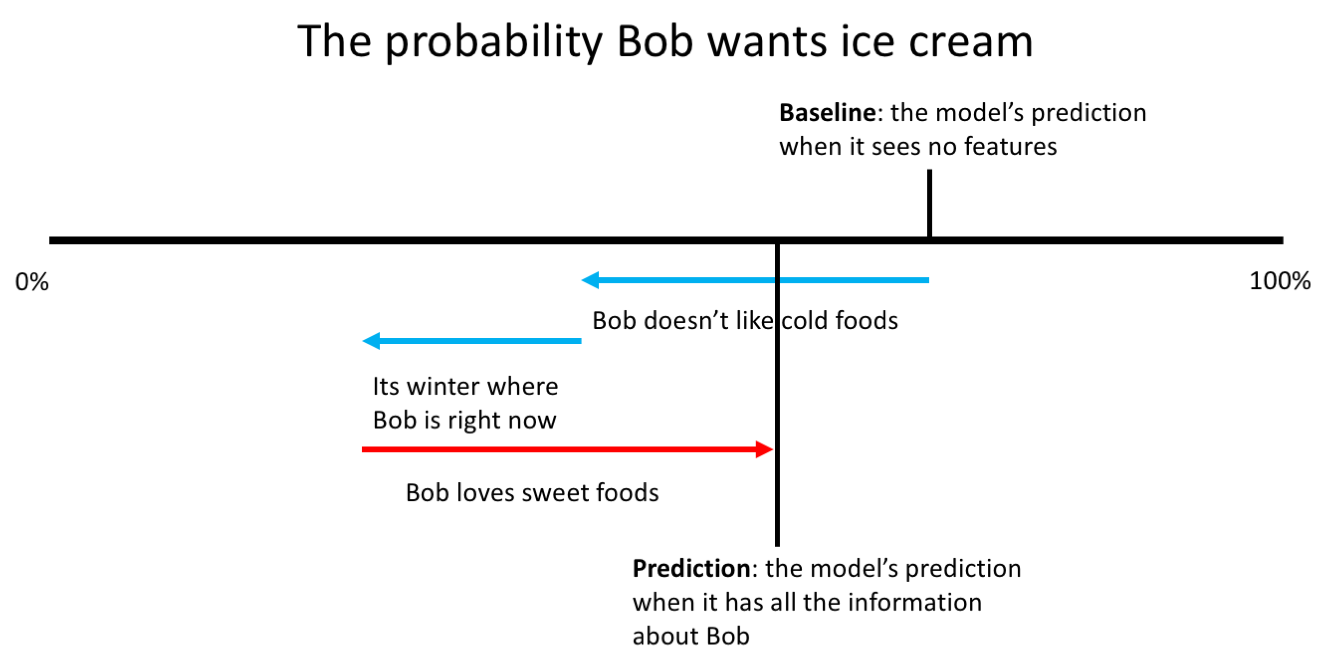 The probability Bob wants ice cream
Baseline: the model’s prediction
when it sees no features
0%
100%
Bob doesn’t like cold foods
Its winter where
Bob is right now
Bob loves sweet foods
Prediction: the model’s prediction
when it has all the information
about Bob